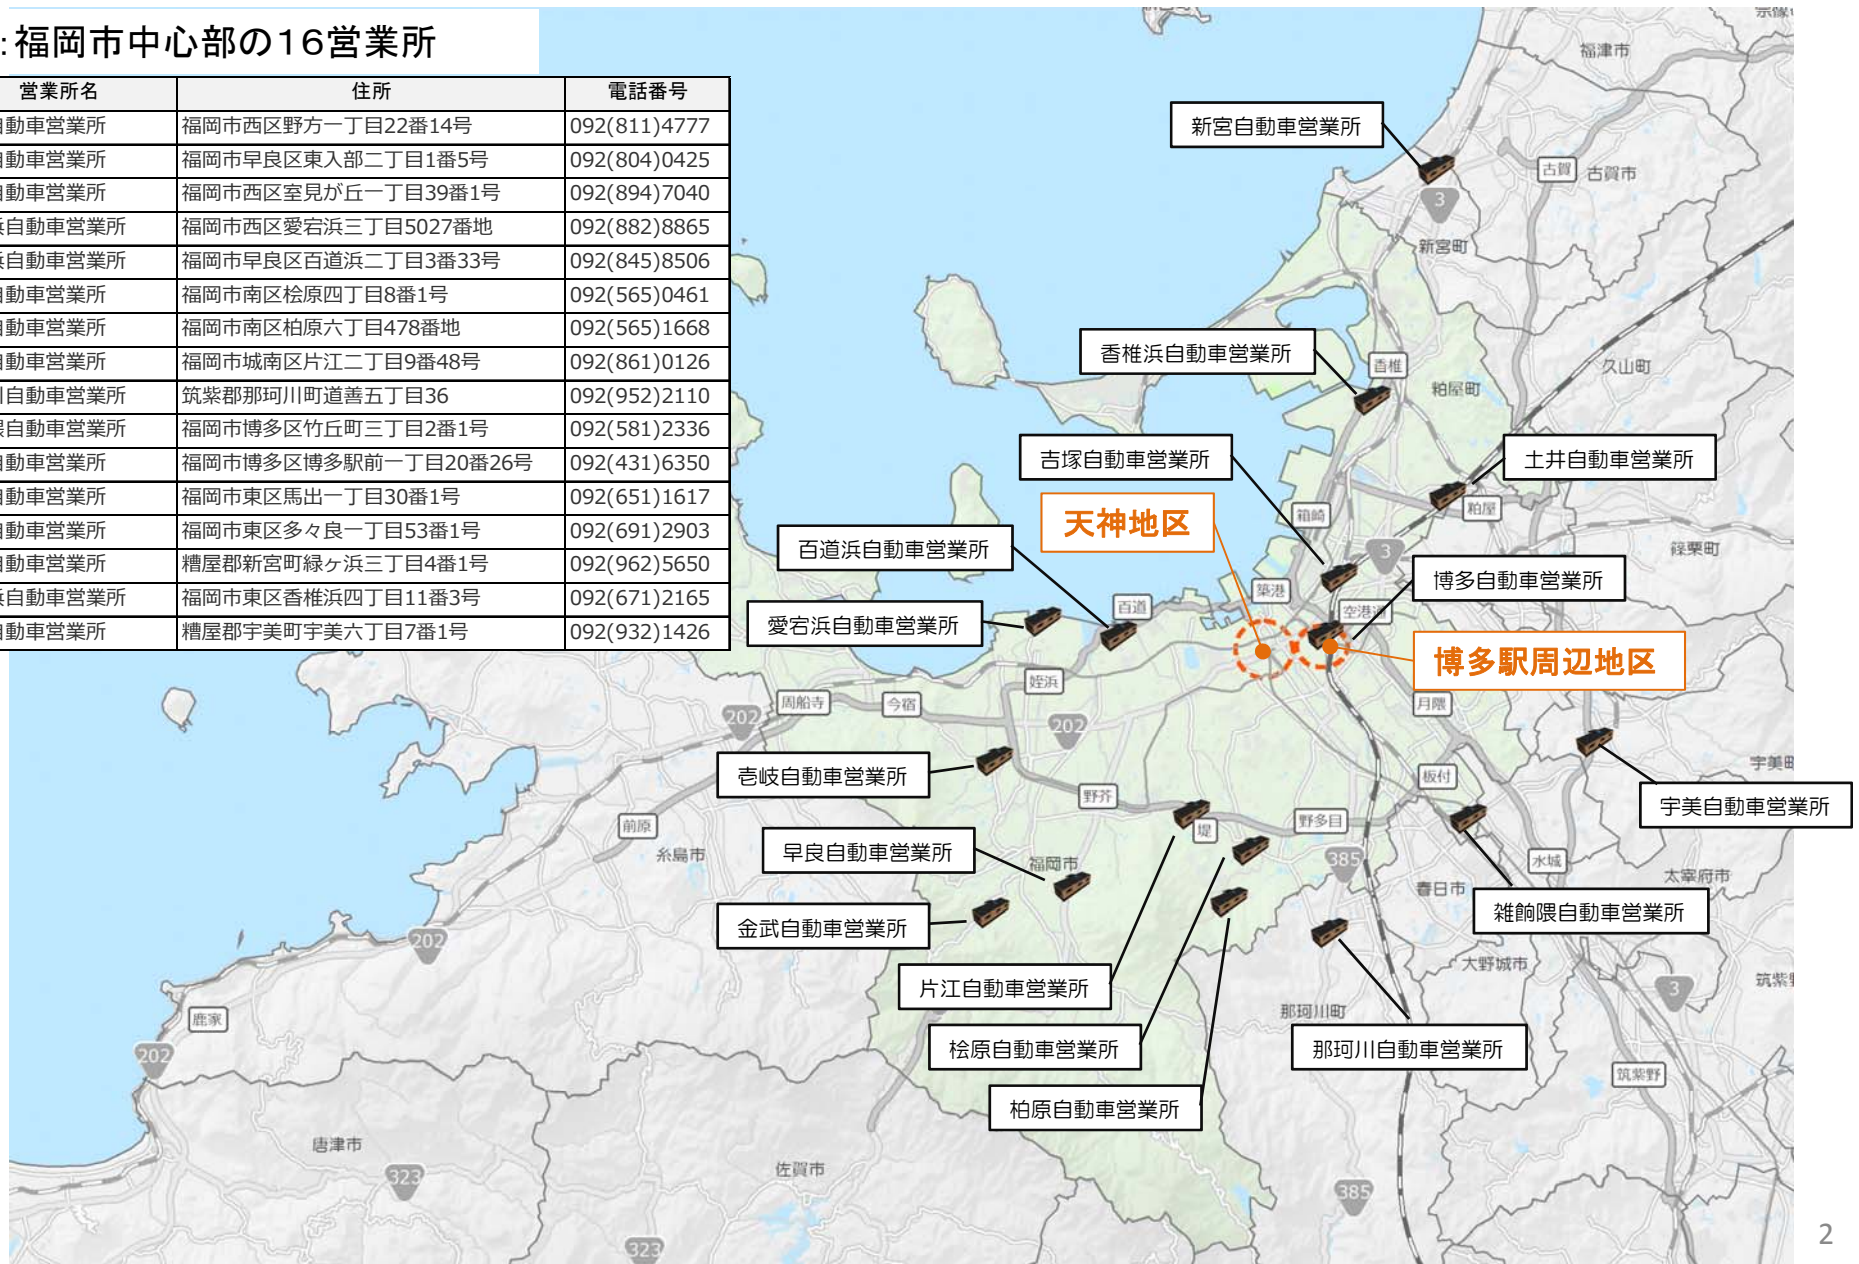 :福岡市中心部の16営業所
営業所名 住所 電話番号
自動車営業所 福岡市西区野方一丁目22番14号 092(811)4777
自動車営業所 福岡市早良区東入部二丁目1番5号 092(804)0425
自動車営業所 福岡市西区室見が丘一丁目39番1号 092(894)7040
浜自動車営業所 福岡市西区愛宕浜三丁目5027番地 092(882)8865
浜自動車営業所 福岡市早良区百道浜二丁目3番33号 092(845)8506
自動車営業所 福岡市南区桧原四丁目8番1号 092(565)0461
自動車営業所 福岡市南区柏原六丁目478番地 092(565)1668
自動車営業所 福岡市城南区片江二丁目9番48号 092(861)0126
川自動車営業所 筑紫郡那珂川町道善五丁目36 092(952)2110
隈自動車営業所 福岡市博多区竹丘町三丁目2番1号 092(581)2336
自動車営業所 福岡市博多区博多駅前一丁目20番26号 092(431)6350
自動車営業所 福岡市東区馬出一丁目30番1号 092(651)1617
自動車営業所 福岡市東区多々良一丁目53番1号 092(691)2903
自動車営業所 糟屋郡新宮町緑ヶ浜三丁目4番1号 092(962)5650
浜自動車営業所 福岡市東区香椎浜四丁目11番3号 092(671)2165
自動車営業所 糟屋郡宇美町宇美六丁目7番1号 092(932)1426
福津市
新宮自動車営業所
古賀 古賀市
3
新宮町
香椎浜自動車営業所
香椎
久山町
粕屋町
吉塚自動車営業所
土井自動車営業所
粕屋
天神地区
箱崎
篠栗町
百道浜自動車営業所
3
博多自動車営業所
築港
百道
空港通
愛宕浜自動車営業所
博多駅周辺地区
姪浜
周船寺
今宿
月隈
202
202
壱岐自動車営業所
宇美町
板付
野芥
宇美自動車営業所
前原
堤
野多目
糸島市
早良自動車営業所
福岡市
385
水城
太宰府市
春日市
金武自動車営業所
雑餉隈自動車営業所
202
大野城市
片江自動車営業所
筑紫野
3
鹿家
那珂川町
桧原自動車営業所
那珂川自動車営業所
202
筑紫野
柏原自動車営業所
唐津市
佐賀市
323
385
323
2